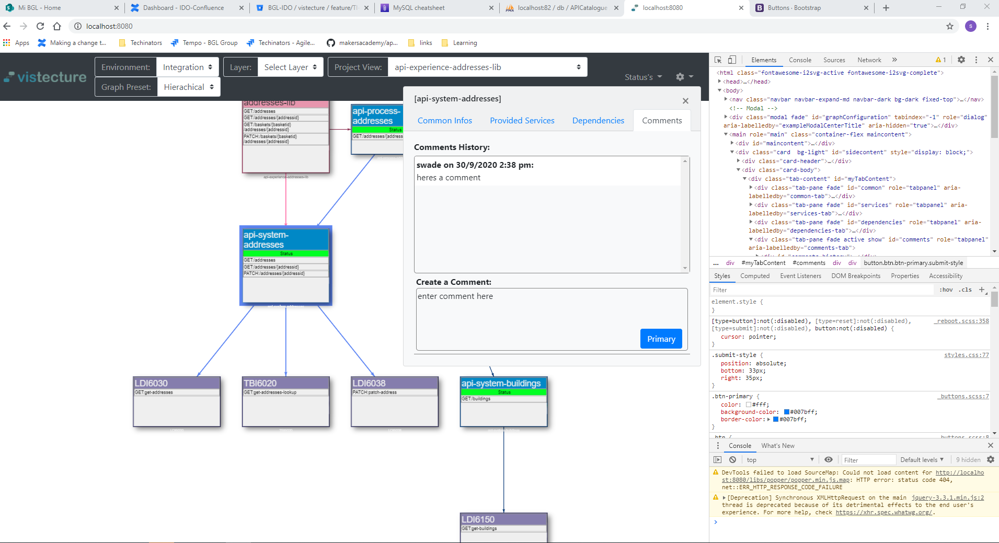 Mi BGL - Home
Dashboard - IDO-Confluence
BGL-IDO / vistecture / feature/TI
MySQL cheatsheet
localhost:82 / db / APICatalogue
localhost:8080
Buttons · Bootstrap
localhost:8080
S
Apps
Making a change t...
Techinators
Tempo - BGL Group
Techinators - Agile...
makersacademy/ap...
links
Learning
vistecture
Environment: Integration
Layer: Select Layer
Project View: api-experience-addresses-lib
Graph Preset: Hierachical
Status's
addresses-lib
GET:/addresses
GET:/addresses/{addressid}
GET:/baskets/{basketid}
/addresses/{addressid}
PATCH:/baskets/{basketid}
/addresses/{addressid}
api-experience-addresses-lib
api-process-
addresses
Status
GET:/addresses/{address
api-system-
addresses
Status
GET:/addresses
GET:/addresses/{addressid}
PATCH:/addresses/{addressid}
LDI6030
GET:get-addresses
TBI6020
GET:get-addresses-lookup
LDI6038
PATCH:patch-address
api-system-buildings
Status
GET:/buildings
LDI6150
GET:get-buildings
[api-system-addresses]
Common Infos
Provided Services
Dependencies
Comments
Comments History:
swade on 30/9/2020 2:38 pm:
heres a comment
Create a Comment:
enter comment here
Primary
Elements
Console
Sources
Network
1
<html class="fontawesome-i2svg-active fontawesome-i2svg-complete">
<head>…</head>
<body>
<nav class="navbar navbar-expand-md navbar-dark bg-dark fixed-top">…</nav>
<!-- Modal -->
<div class="modal fade" id="graphConfiguration" tabindex="-1" role="dialog"
aria-labelledby="exampleModalCenterTitle" aria-hidden="true">…</div>
<main role="main" class="container-flex maincontent">
<div id="maincontent">…</div>
<div class="card  bg-light" id="sidecontent" style="display: block;">
<div class="card-header">…</div>
<div class="card-body">
<div class="tab-content" id="myTabContent">
<div class="tab-pane fade" id="common" role="tabpanel" aria-
labelledby="common-tab">…</div>
<div class="tab-pane fade" id="services" role="tabpanel" aria-
labelledby="services-tab">…</div>
<div class="tab-pane fade" id="dependencies" role="tabpanel" aria-
labelledby="dependencies-tab">…</div>
<div class="tab-pane fade active show" id="comments" role="tabpanel"
aria-labelledby="comments-tab">
... div #myTabContent #comments div div button.btn.btn-primary.submit-style
Styles
Computed
Event Listeners
DOM Breakpoints
Properties
Accessibility
Filter
:hov .cls +
element.style {
}
[type=button]:not(:disabled), [type=reset]:not(:disabled), _reboot.scss:358
[type=submit]:not(:disabled), button:not(:disabled) {
cursor: pointer;
}
.submit-style { styles.css:77
position: absolute;
bottom: 33px;
right: 35px;
}
.btn-primary { _buttons.scss:7
color: #fff;
background-color: #007bff;
border-color: #007bff;
}
.btn { _buttons.scss:8
Console
What's New
top
Filter
Default levels
9 hidden
DevTools failed to load SourceMap: Could not load content for http://localho
st:8080/libs/popper/popper.min.js.map: HTTP error: status code 404,
net::ERR_HTTP_RESPONSE_CODE_FAILURE
[Deprecation] Synchronous XMLHttpRequest on the main jquery-3.3.1.min.js:2
thread is deprecated because of its detrimental effects to the end user's
experience. For more help, check https://xhr.spec.whatwg.org/.